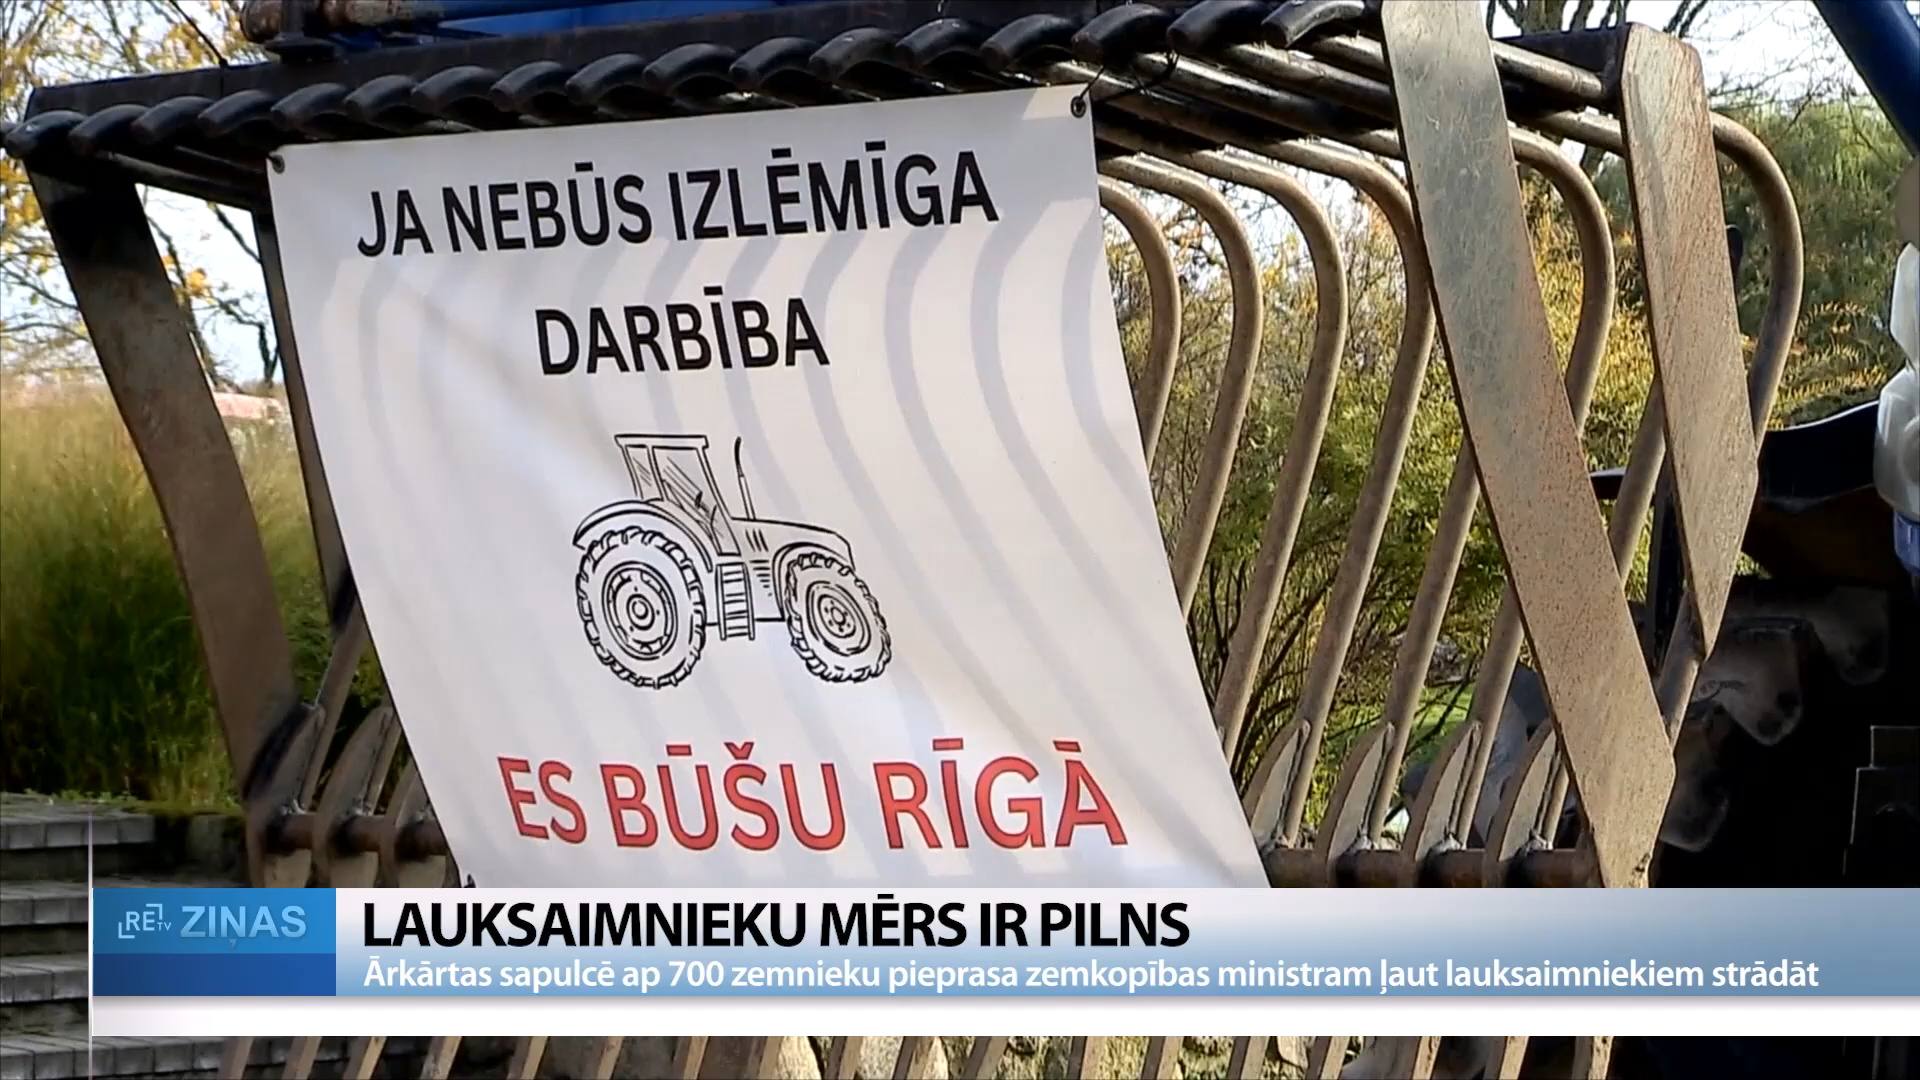 JA NEBŪS IZLĒMĪGA
DARBĪBA
ES BŪŠU RĪGĀ
RE TV ZIŅAS
LAUKSAIMNIEKU MĒRS IR PILNS
Ārkārtas sapulcē ap 700 zemnieku pieprasa zemkopības ministram ļaut lauksaimniekiem strādāt